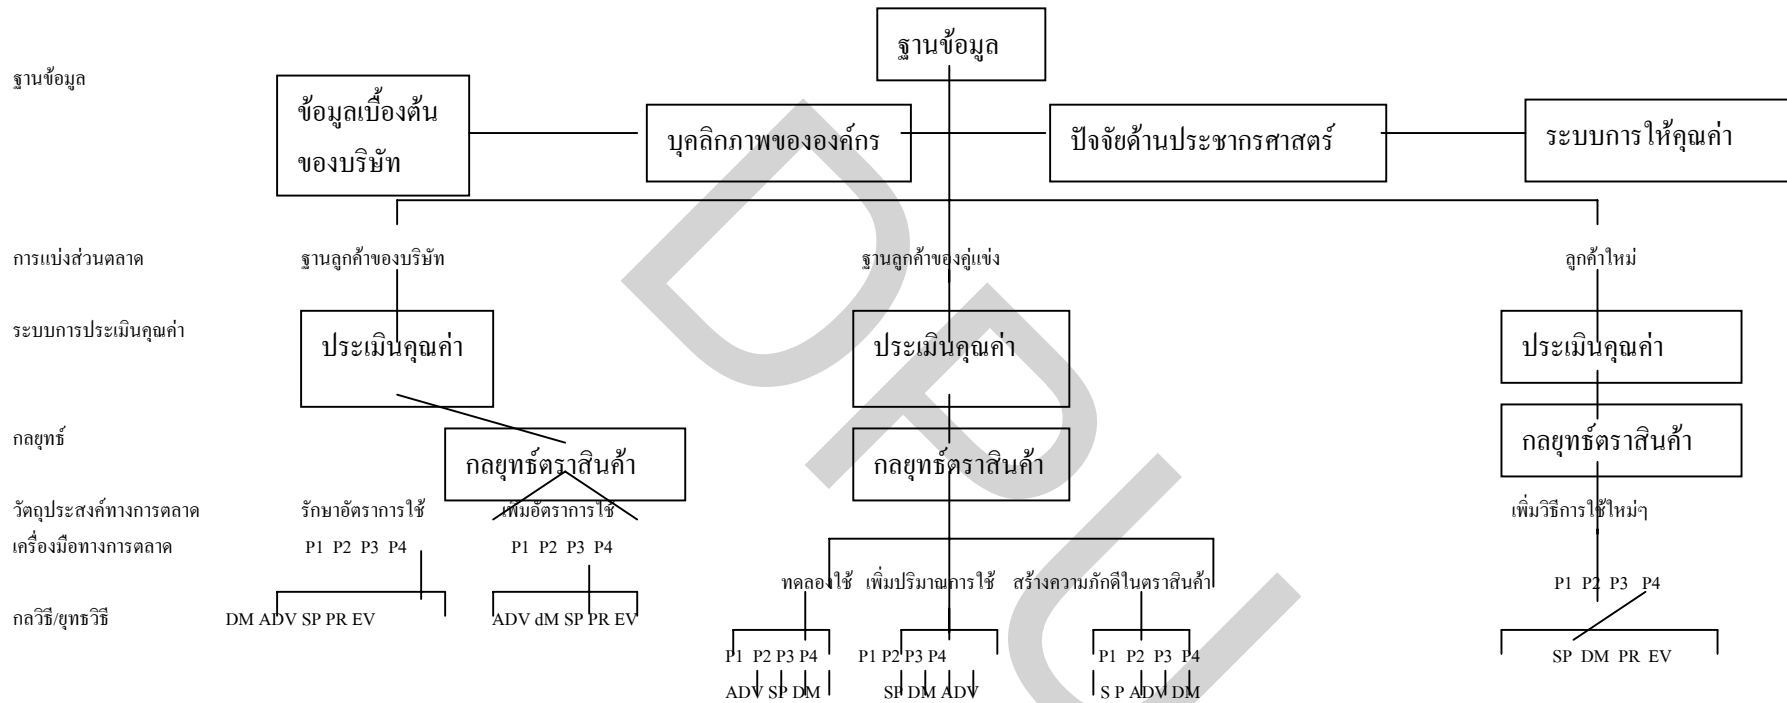 ฐานข้อมูล
ฐานข้อมูล
ข้อมูลเบื้องต้น
ของบริษัท
บุคลิกภาพขององค์กร
ปัจจัยด้านประชากรศาสตร์
ระบบการให้คุณค่า
การแบ่งส่วนตลาด
ฐานลูกค้าของบริษัท
ฐานลูกค้าของคู่แข่ง
ลูกค้าใหม่
ระบบการประเมินคุณค่า
ประเมินคุณค่า
ประเมินคุณค่า
ประเมินคุณค่า
กลยุทธ์
กลยุทธ์ตราสินค้า
กลยุทธ์ตราสินค้า
กลยุทธ์ตราสินค้า
วัตถุประสงค์ทางการตลาด
รักษาอัตราการใช้
เพิ่มอัตราการใช้
เพิ่มวิธีการใช้ใหม่ๆ
เครื่องมือทางการตลาด
P1 P2 P3 P4
P1 P2 P3 P4
ทดลองใช้
เพิ่มปริมาณการใช้
สร้างความภักดีในตราสินค้า
P1 P2 P3 P4
กลวิธี/ยุทธวิธี
DM ADV SP PR EV
ADV dM SP PR EV
P1 P2 P3 P4
P1 P2 P3 P4
P1 P2 P3 P4
SP DM PR EV
ADV SP DM
SP DM ADV
S P ADV DM
DPU